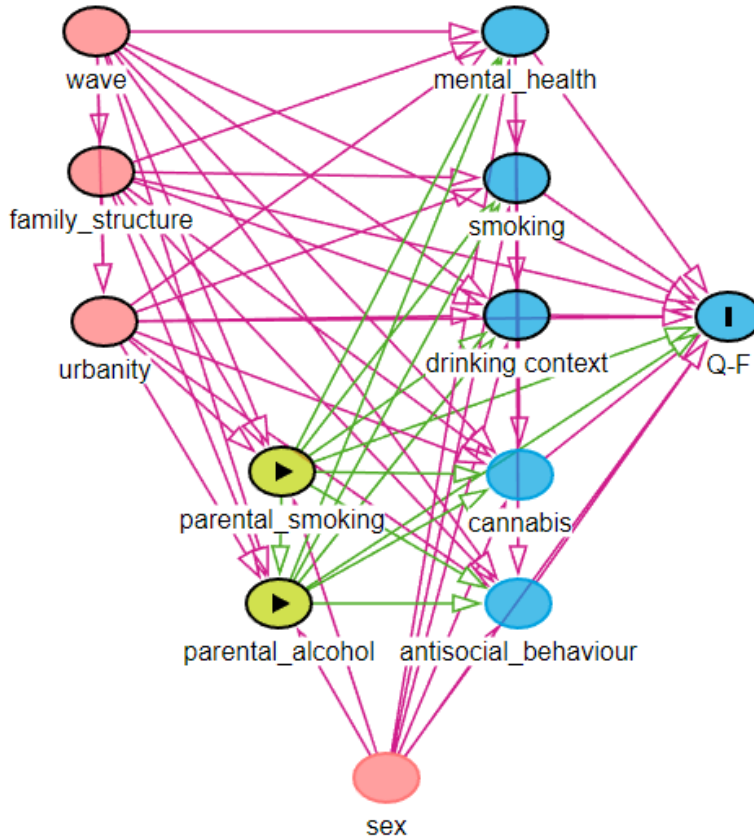 wave
mental_health
family_structure
smoking
urbanity
drinking context
Q-F
parental_smoking
cannabis
parental_alcohol
antisocial_behaviour
sex